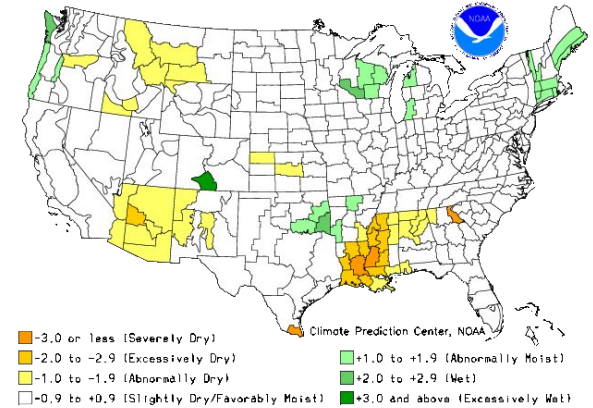 NOAA
Climate Prediction Center, NOAA
-3.0 or less (Severely Dry)
-2.0 to -2.9 (Excessively Dry)
-1.0 to -1.9 (Abnormally Dry)
-0.9 to +0.9 (Slightly Dry/Favorably Moist)
+1.0 to +1.9 (Abnormally Moist)
+2.0 to +2.9 (Wet)
+3.0 and above (Excessively Wet)